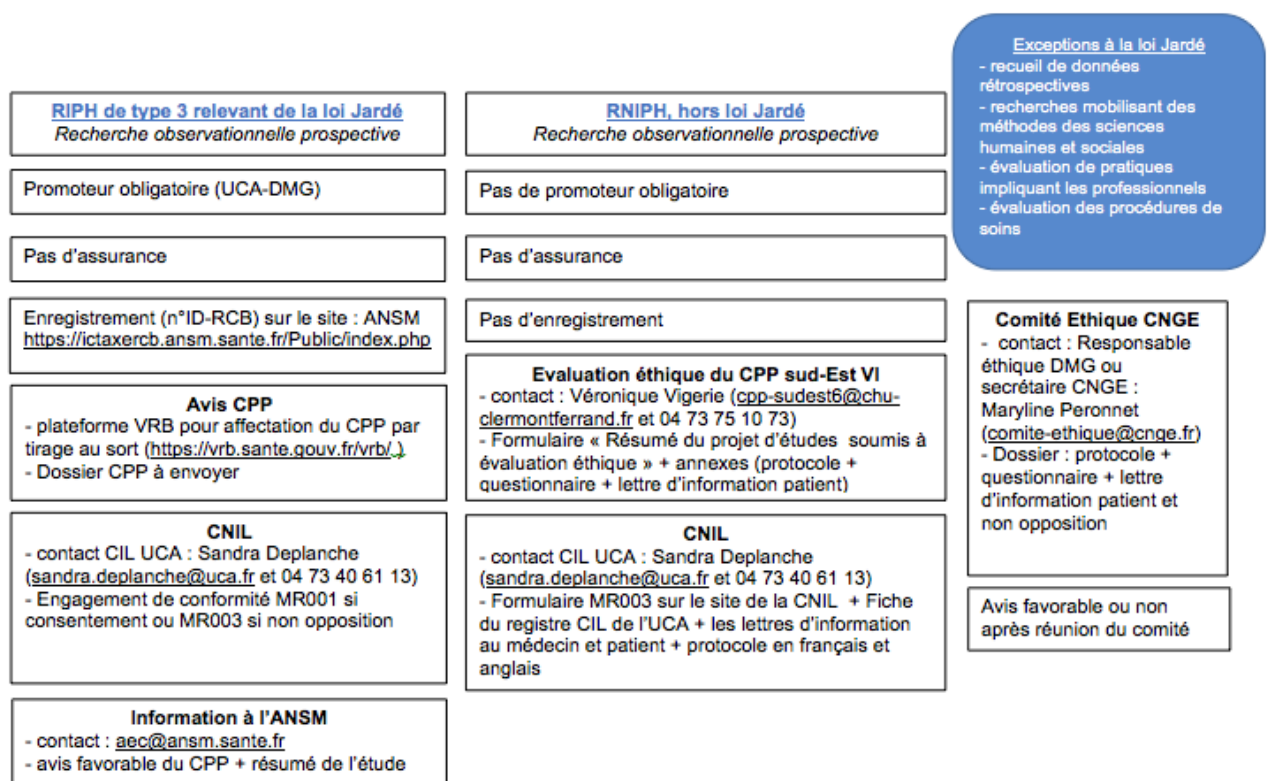 RIPH de type 3 relevant de la loi Jardé
Recherche observationnelle prospective
Promoteur obligatoire (UCA-DMG)
Pas d'assurance
Enregistrement (n°ID-RCB) sur le site : ANSM
https://ictaxercb.ansm.sante.fr/Public/index.php
Avis CPP
- plateforme VRB pour affectation du CPP par
tirage au sort (https://vrb.sante.gouv.fr/vrb/ )
- Dossier CPP à envoyer
CNIL
- contact CIL UCA : Sandra Deplanche
(sandra.deplanche@uca.fr et 04 73 40 61 13)
- Engagement de conformité MR001 si
consentement ou MR003 si non opposition
Information à l'ANSM
- contact : aec@ansm.sante.fr
- avis favorable du CPP + résumé de l'étude
RNIPH, hors loi Jardé
Recherche observationnelle prospective
Pas de promoteur obligatoire
Pas d'assurance
Pas d'enregistrement
Evaluation éthique du CPP sud-Est VI
- contact : Véronique Vigerie (cpp-sudest6@chu-
clermontferrand.fr et 04 73 75 10 73)
- Formulaire « Résumé du projet d'études soumis à
évaluation éthique » + annexes (protocole +
questionnaire + lettre d'information patient)
CNIL
- contact CIL UCA : Sandra Deplanche
(sandra.deplanche@uca.fr et 04 73 40 61 13)
- Formulaire MR003 sur le site de la CNIL + Fiche
du registre CIL de l'UCA + les lettres d'information
au médecin et patient + protocole en français et
anglais
Exceptions à la loi Jardé
- recueil de données
rétrospectives
- recherches mobilisant des
méthodes des sciences
humaines et sociales
- évaluation de pratiques
impliquant les professionnels
- évaluation des procédures de
soins
Comité Ethique CNGE
- contact : Responsable
éthique DMG ou
secrétaire CNGE :
Maryline Peronnet
(comite-ethique@cnge.fr)
- Dossier : protocole +
questionnaire + lettre
d'information patient et
non opposition
Avis favorable ou non
après réunion du comité